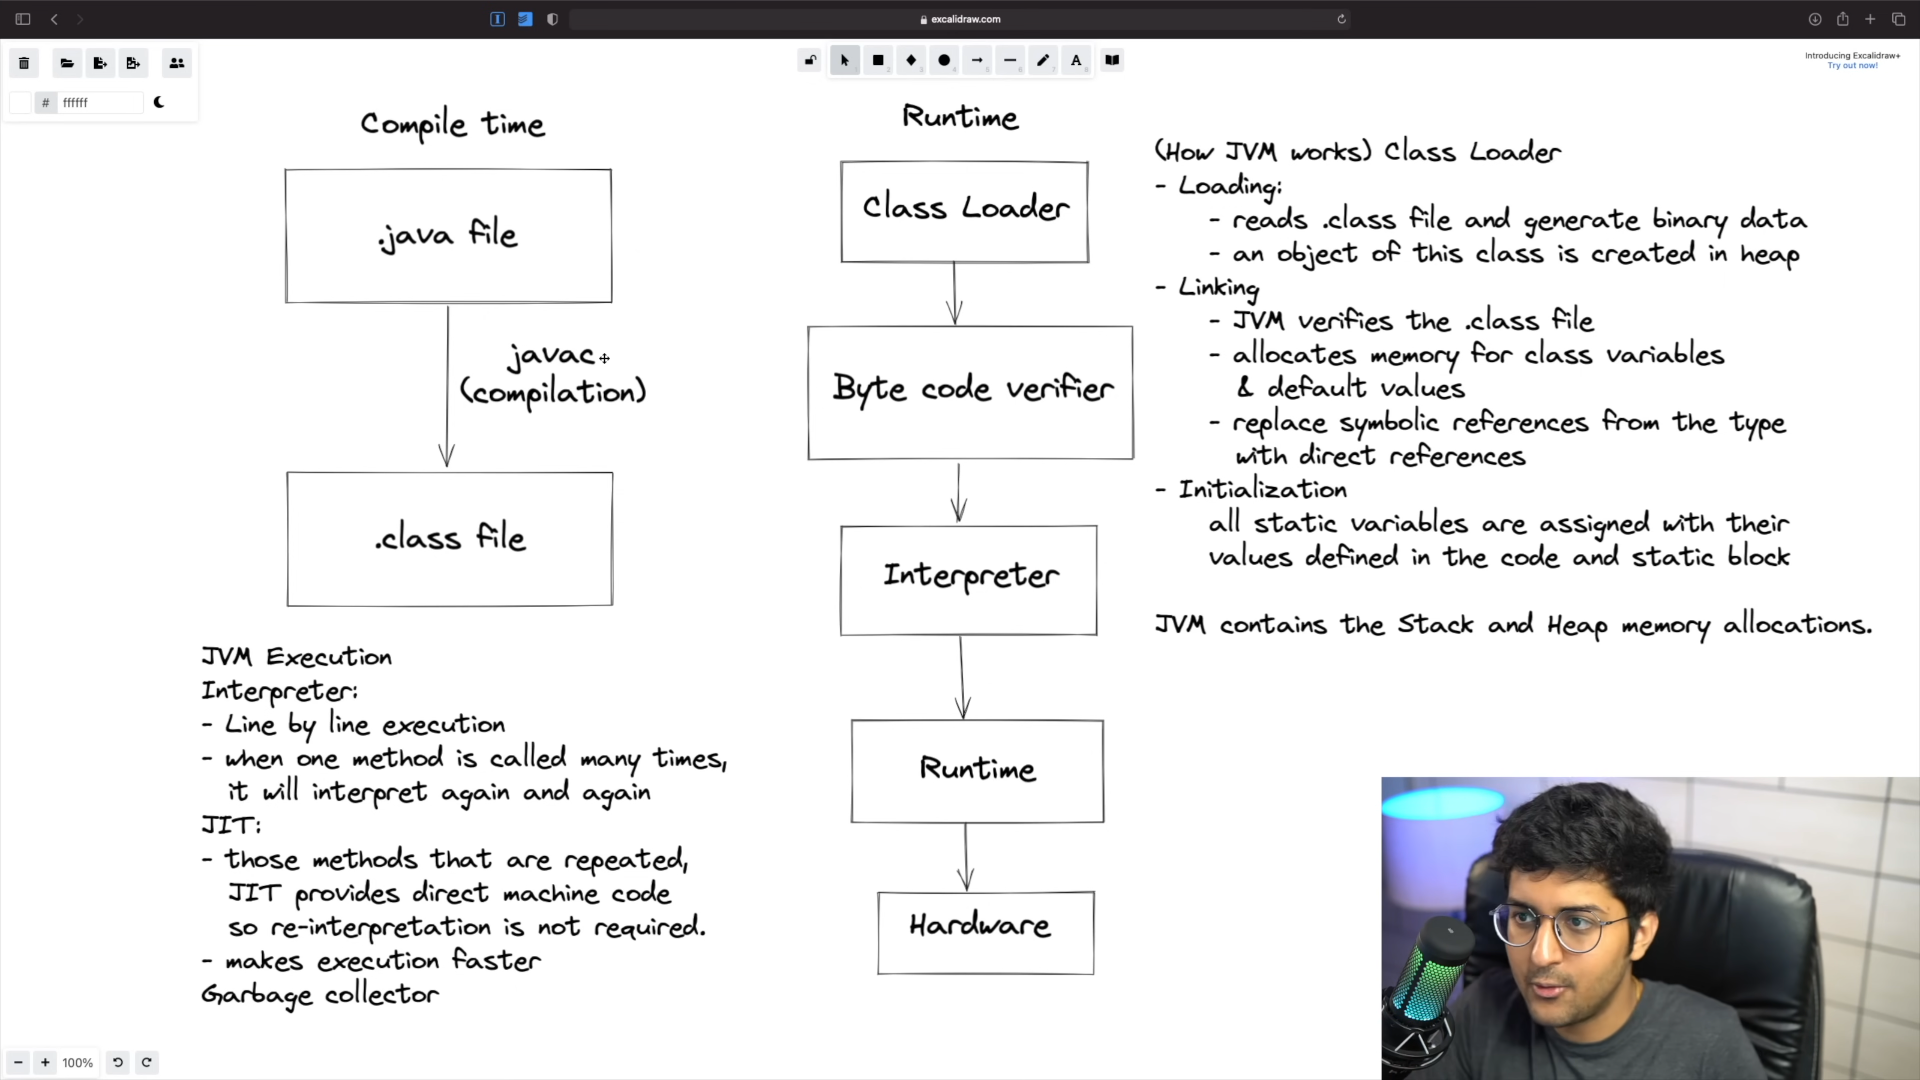 excalidraw.com
Introducing Excalidraw+
Try out now!
# ffffff
Compile time
.java file
javac
(compilation)
.class file
JVM Execution
Interpreter:
- Line by line execution
- when one method is called many times,
it will interpret again and again
JIT:
- those methods that are repeated,
JIT provides direct machine code
so re-interpretation is not required.
- makes execution faster
Garbage collector
Runtime
Class Loader
Byte code verifier
Interpreter
Runtime
Hardware
(How JVM works) Class Loader
- Loading:
- reads .class file and generate binary data
- an object of this class is created in heap
- Linking
- JVM verifies the .class file
- allocates memory for class variables
& default values
- replace symbolic references from the type
with direct references
- Initialization
all static variables are assigned with their
values defined in the code and static block
JVM contains the Stack and Heap memory allocations.
100%